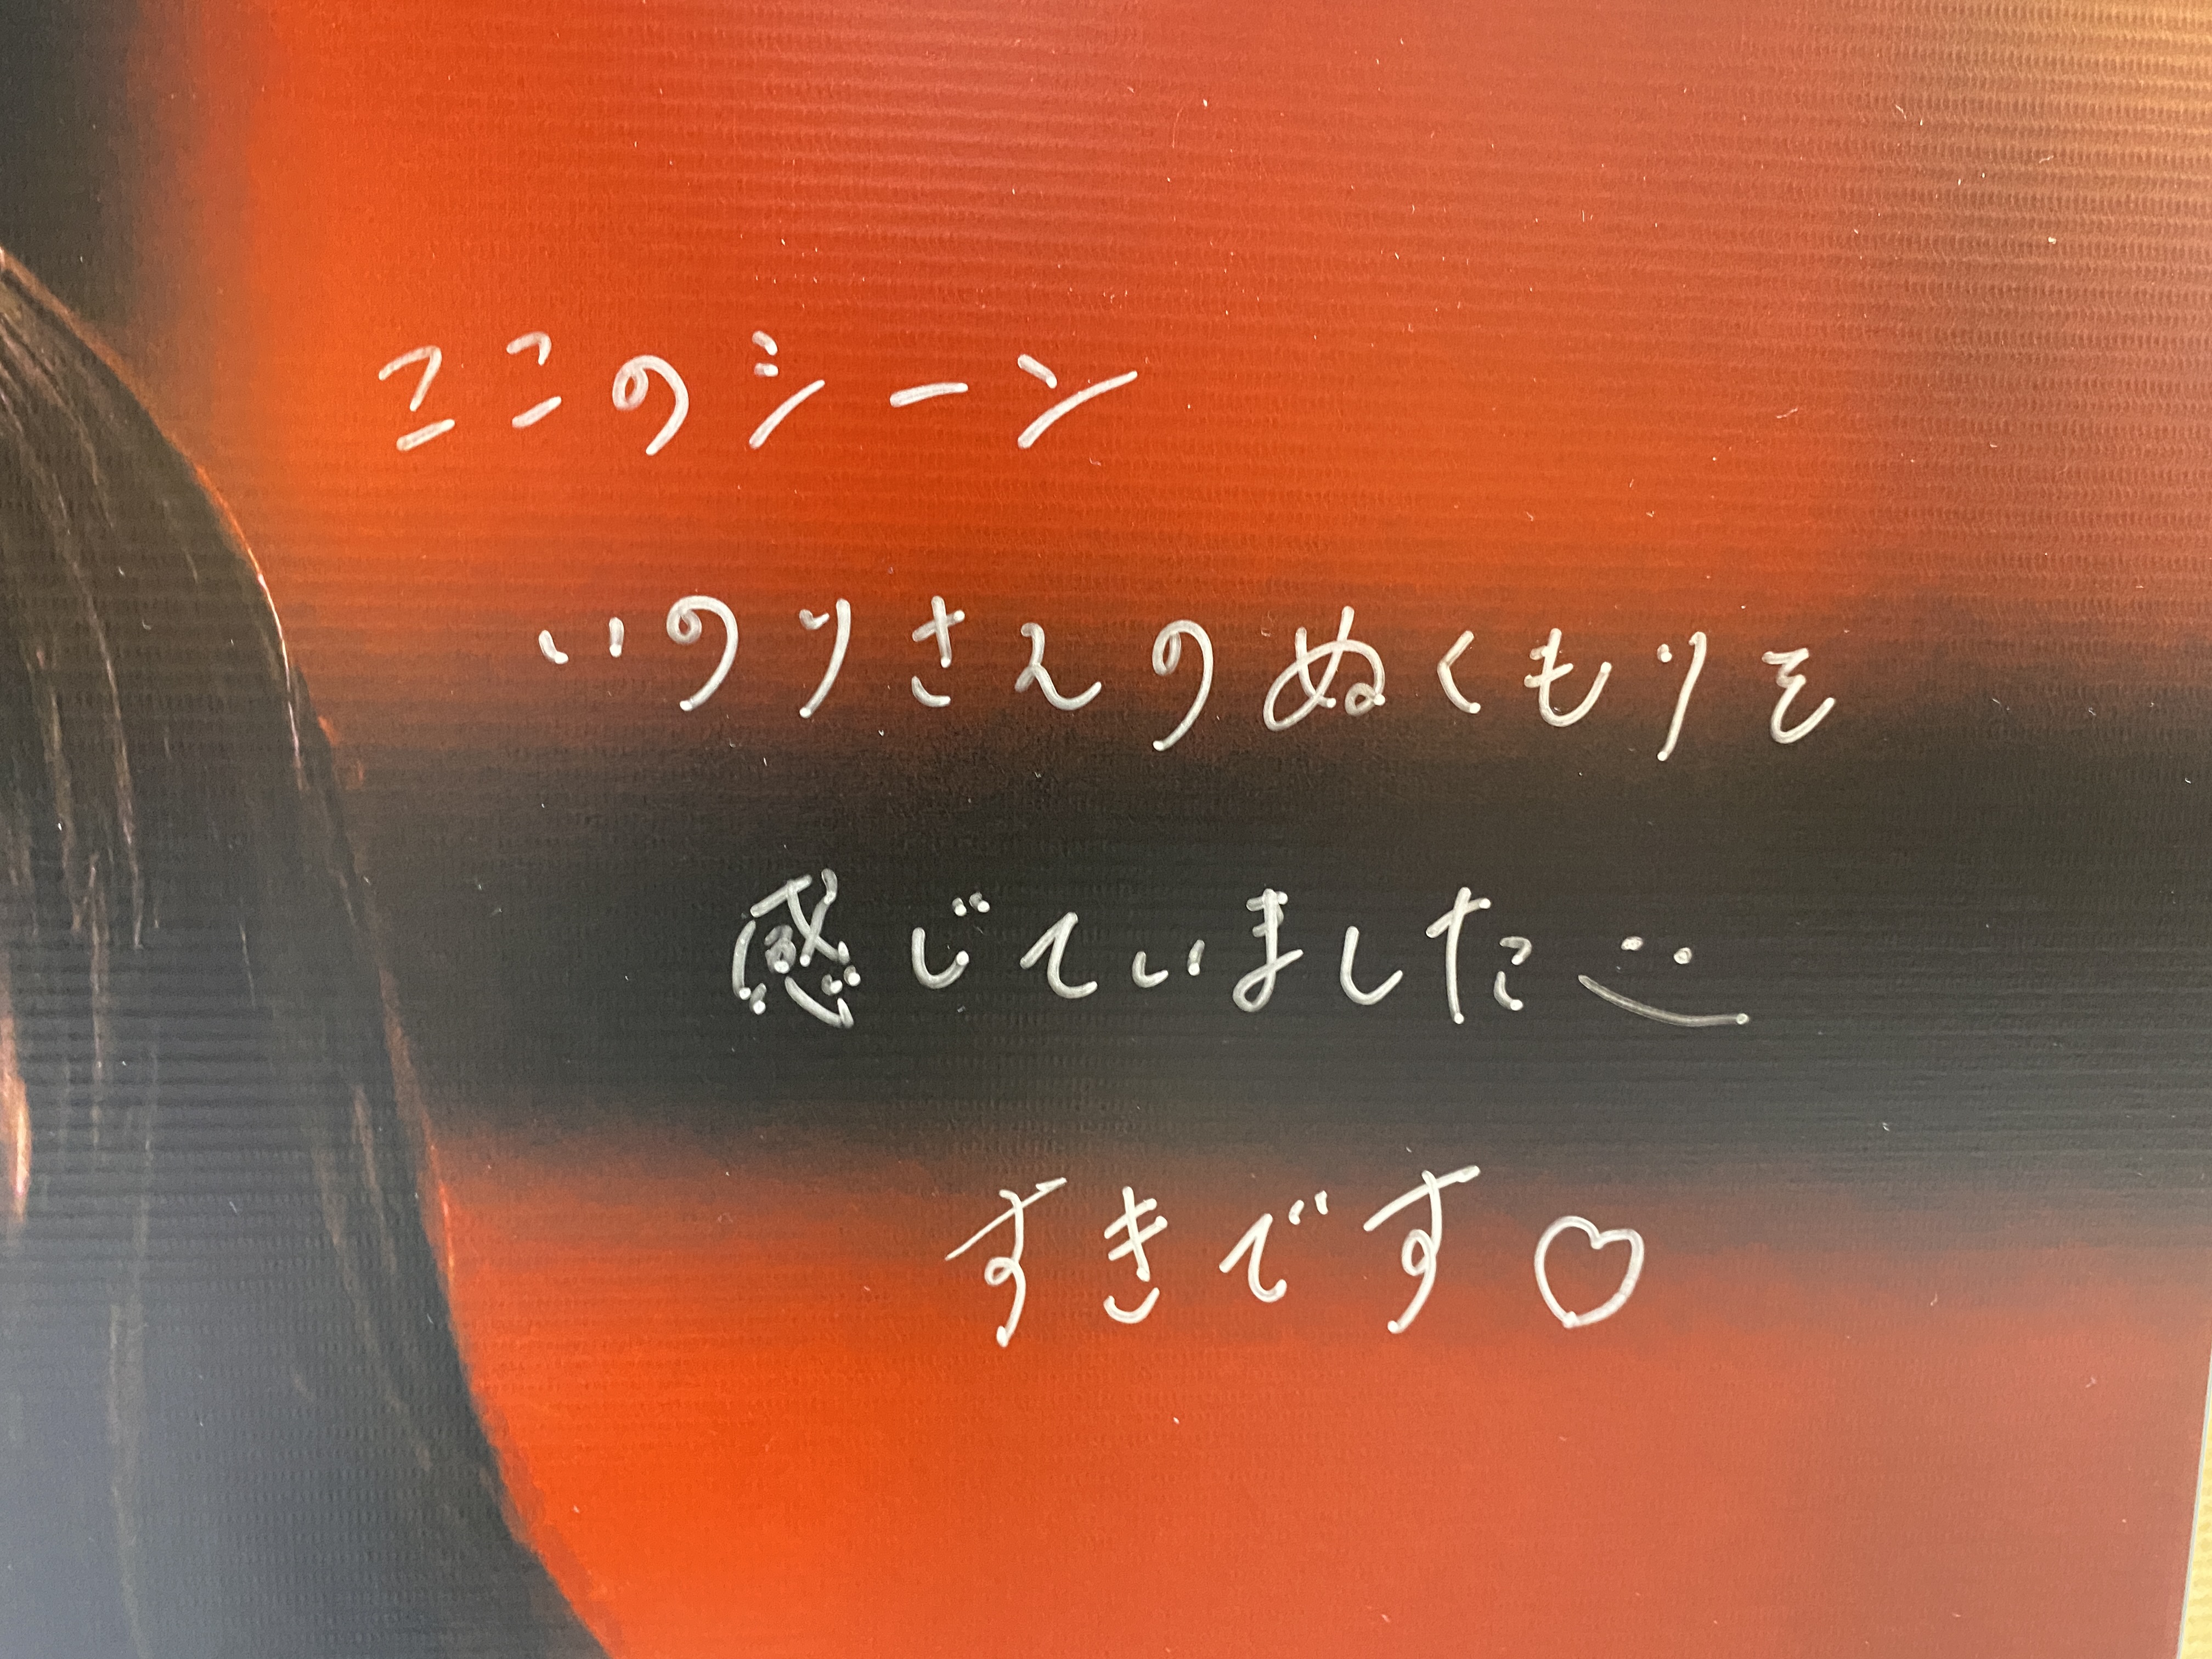 ここのシーン
いのりさんのぬくもりを
感じていました
すきです♡